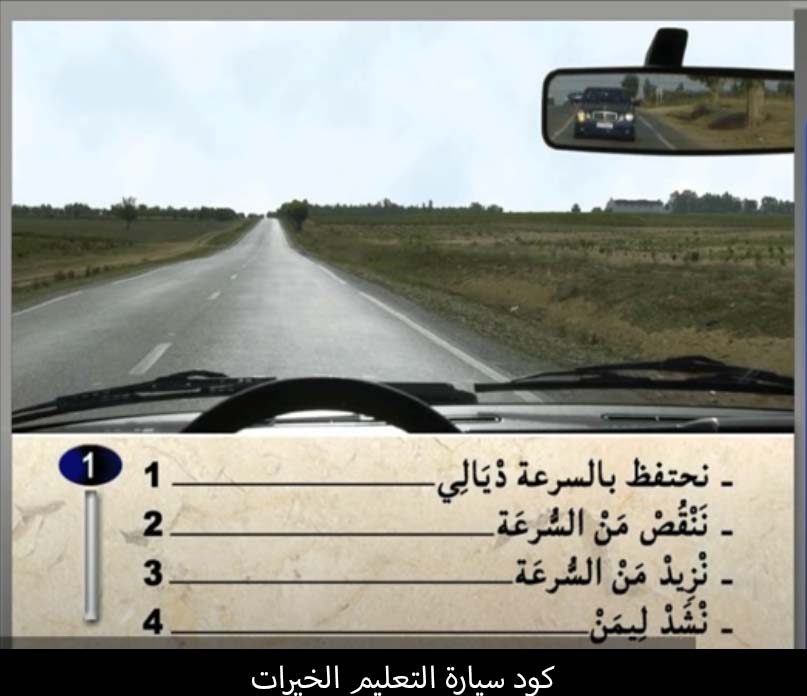 1
- نحتفظ بالسرعة دْيَالِي 1
- نَنْقُصْ مَنْ السُّرعَة 2
- نْزِيدْ مَنْ السُّرعَة 3
- نْشَدْ لِيمَنْ 4
كود سيارة التعليم الخيرات